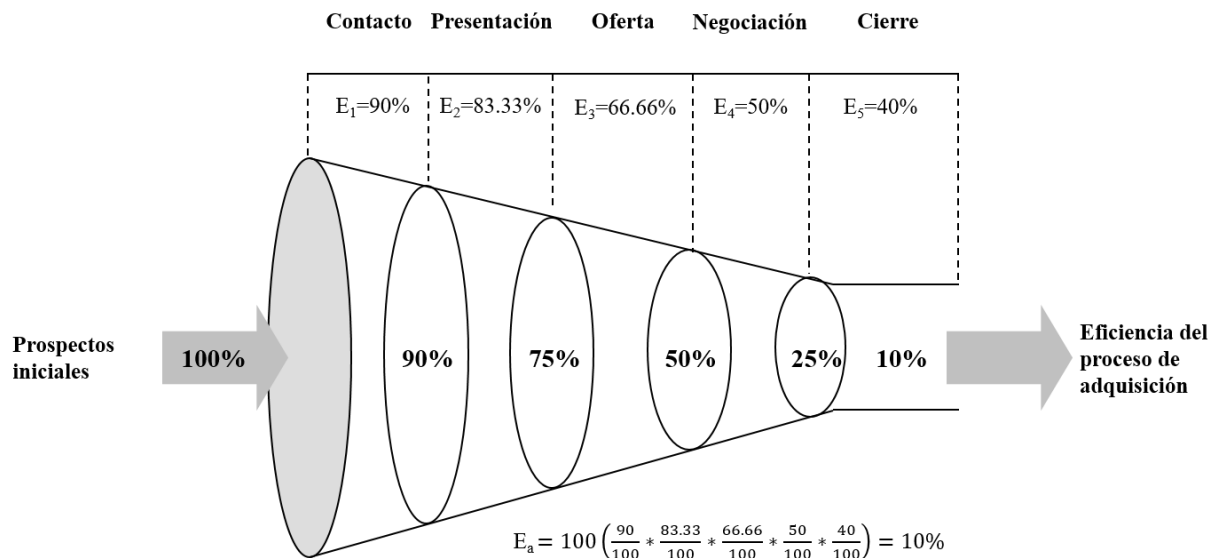 Contacto Presentación Oferta Negociación Cierre
E₁=90% E₂=83.33% E₃=66.66% E₄=50% E₅=40%
Prospectos
iniciales
100% 90% 75% 50% 25% 10%
Eficiencia del
proceso de
adquisición
Eₐ = 100 (90/100 * 83.33/100 * 66.66/100 * 50/100 * 40/100) = 10%